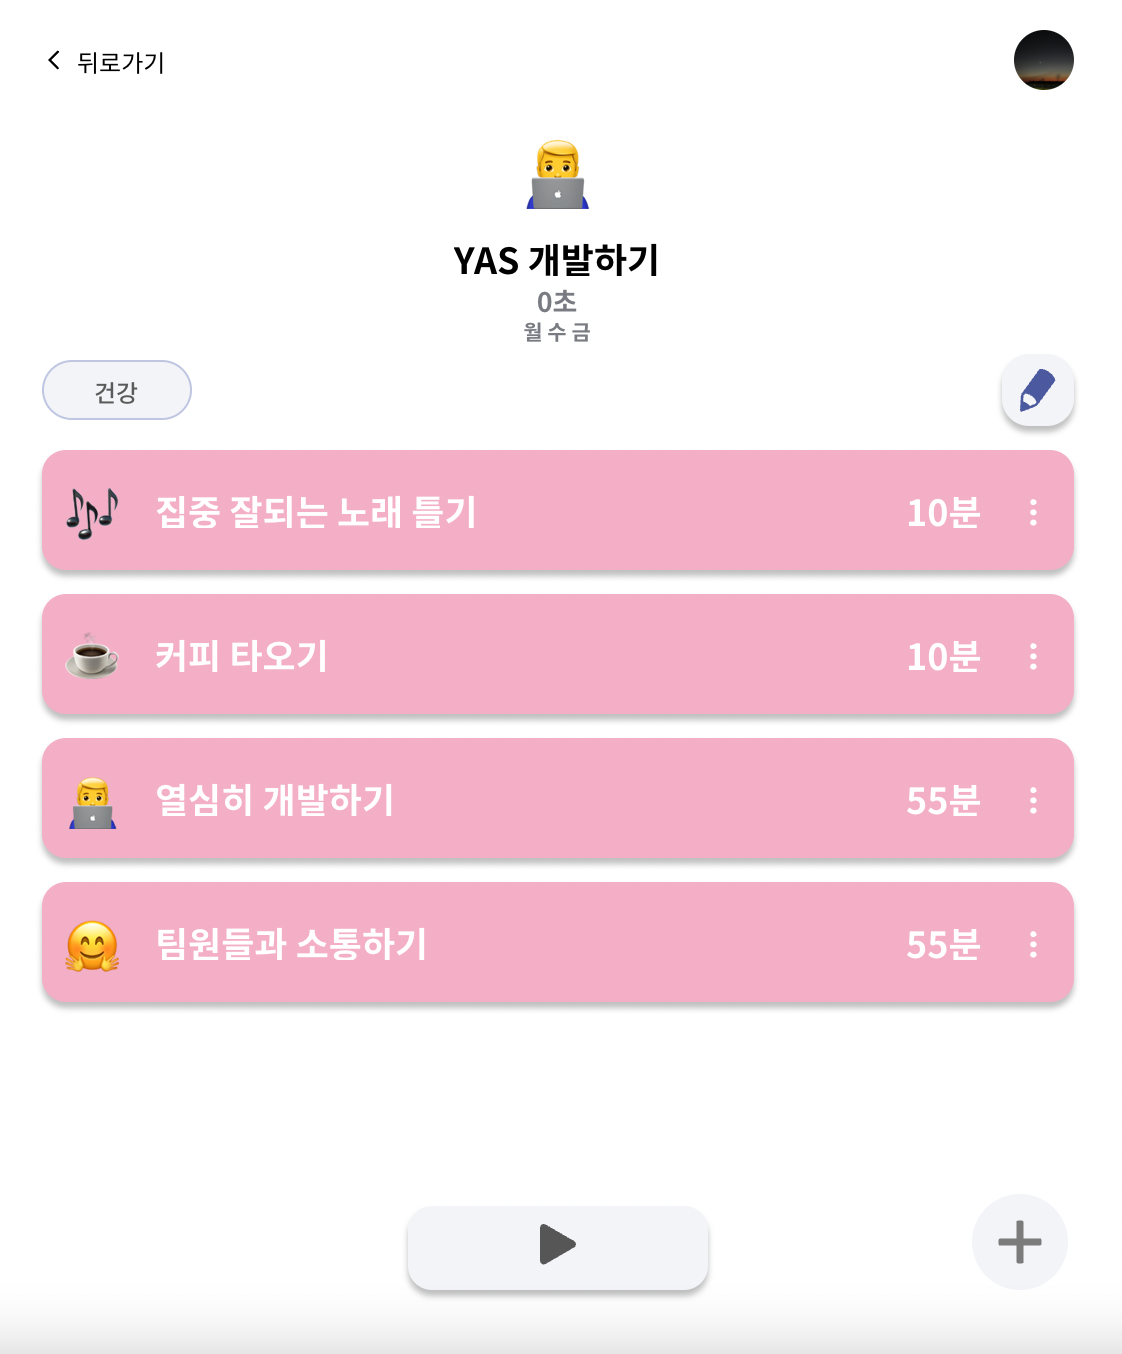 뒤로가기
YAS 개발하기
0초
월 수 금
건강
집중 잘되는 노래 틀기 10분
커피 타오기 10분
열심히 개발하기 55분
팀원들과 소통하기 55분